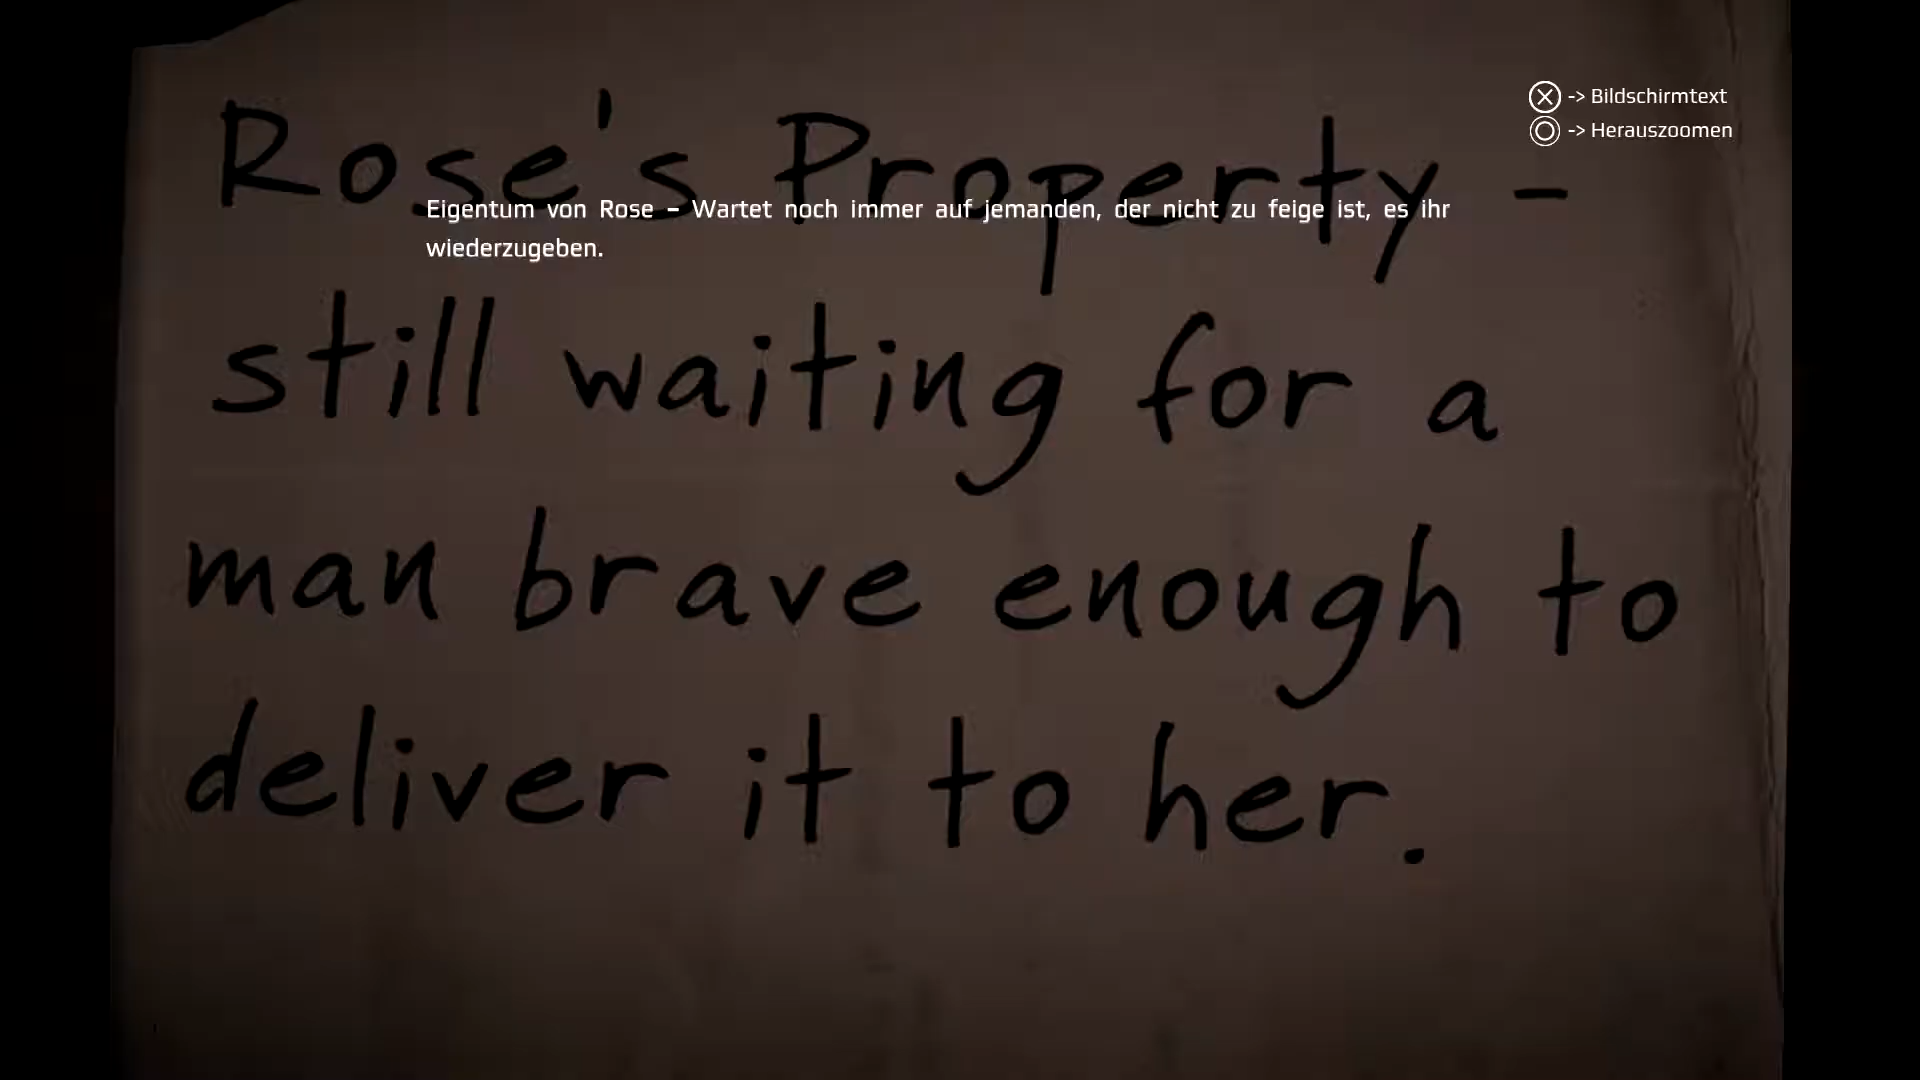 Rose's Property -
still waiting for a
man brave enough to
deliver it to her.
Eigentum von Rose – Wartet noch immer auf jemanden, der nicht zu feige ist, es ihr
wiederzugeben.
-> Bildschirmtext
-> Herauszoomen